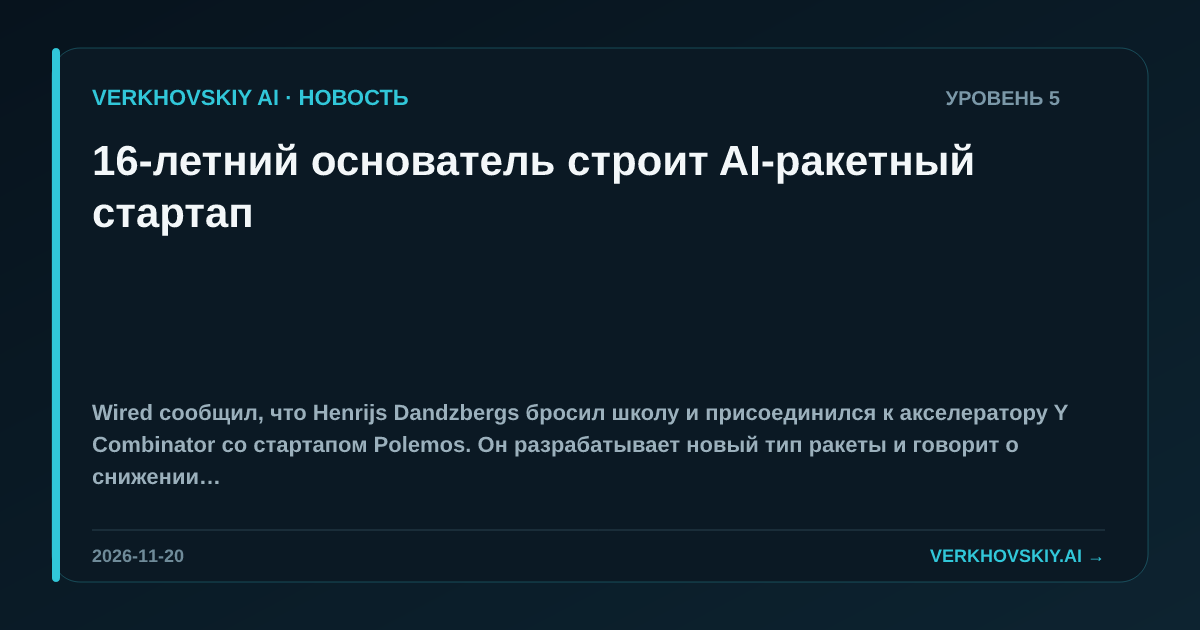 VERKHOVSKIY AI · НОВОСТЬ
УРОВЕНЬ 5
16-летний основатель строит AI-ракетный
стартап
Wired сообщил, что Henrijs Dandzbergs бросил школу и присоединился к акселератору Y
Combinator со стартапом Polemos. Он разрабатывает новый тип ракеты и говорит о
снижении…
2026-11-20
VERKHOVSKIY.AI →